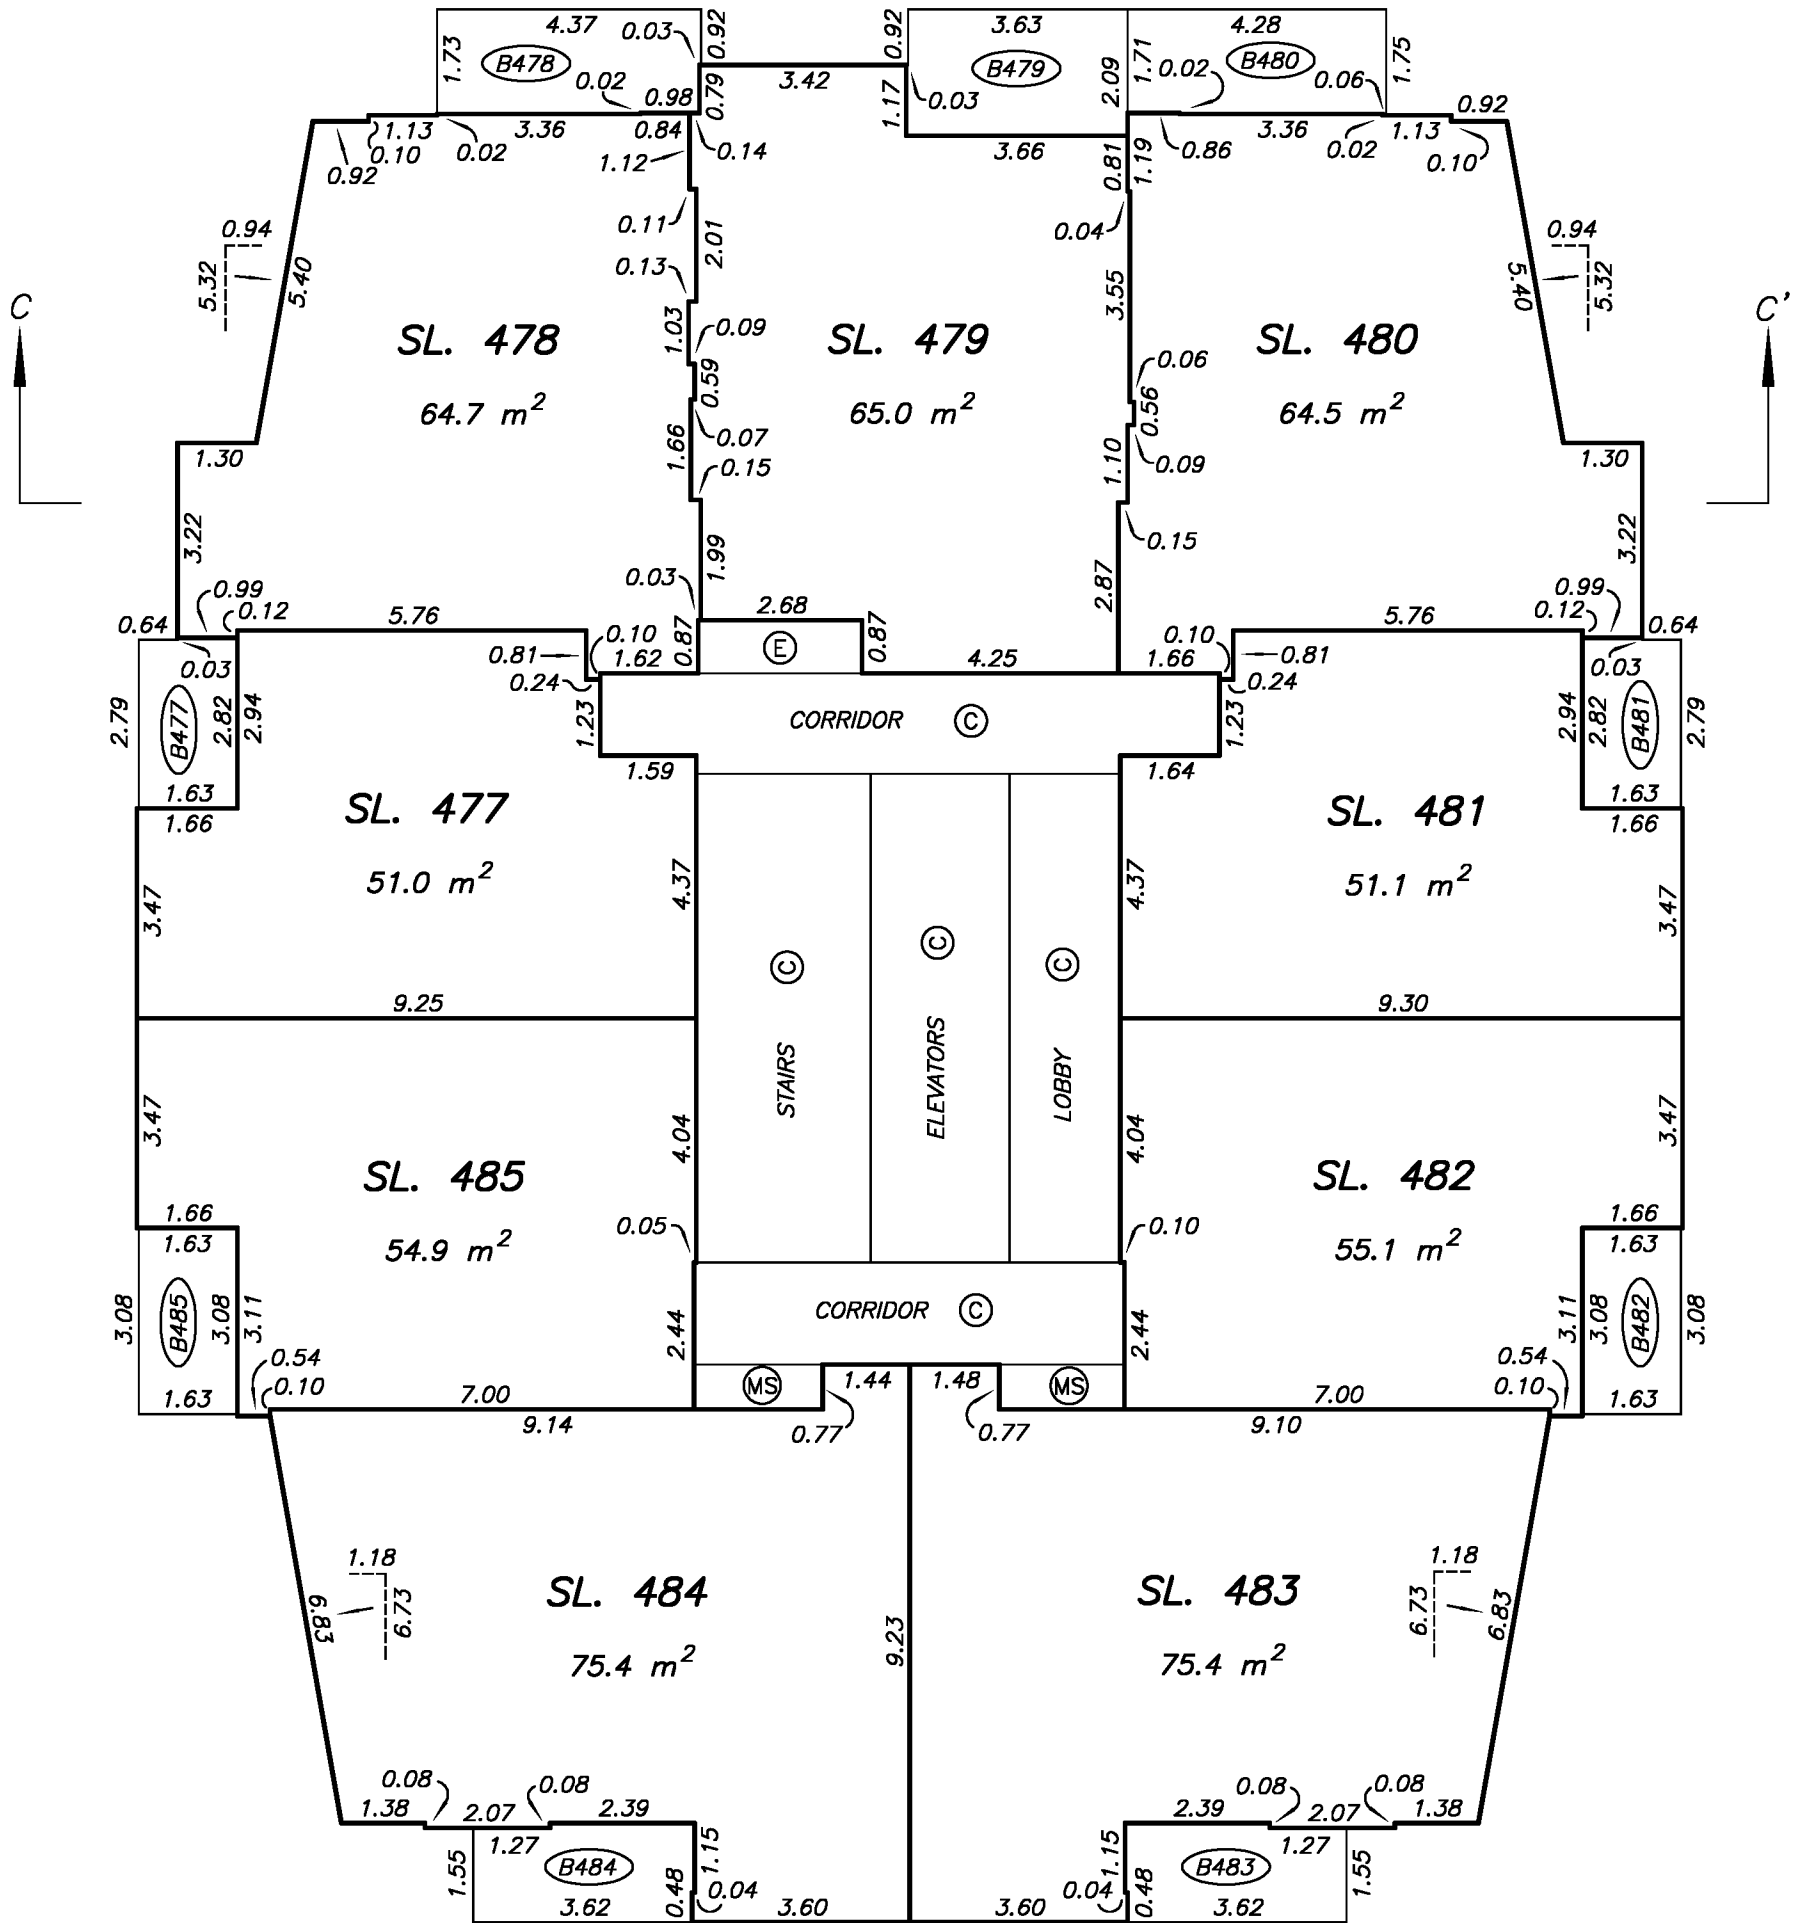 4.37 0.03 0.92 0.92 3.63 4.28
1.73 B478 B479 1.71 B480 1.75
0.02 0.98 0.79 3.42 1.17 0.03 2.09 0.02 0.06 0.92
1.13 3.36 0.84 3.36 1.13
0.10 0.02 1.12 0.14 3.66 0.81 1.19 0.86 0.02 0.10
0.92
0.94 0.11 2.01 0.04 0.94
5.32 5.40 0.13 3.55 5.40 5.32
C C'
1.03 0.09
SL. 478 SL. 479 SL. 480
0.59 0.06
64.7 m² 65.0 m² 64.5 m²
0.56
1.66 0.07 1.10 0.09
1.30 0.15 1.30
3.22 1.99 0.15 3.22
0.99 0.03 2.87 0.99
0.64 0.12 5.76 2.68 5.76 0.12 0.64
0.03 0.81 0.10 1.62 0.87 E 0.87 4.25 0.10 1.66 0.81 0.03
0.24 0.24
2.79 B477 2.82 2.94 1.23 CORRIDOR C 1.23 2.94 2.82 B481 2.79
1.59 1.64
1.63 1.63
1.66 1.66
SL. 477 SL. 481
51.0 m² 51.1 m²
3.47 4.37 4.37 3.47
C C C
9.25 9.30
STAIRS ELEVATORS LOBBY
3.47 4.04 4.04 3.47
SL. 485 SL. 482
1.66 1.66
0.05 0.10
1.63 54.9 m² 55.1 m² 1.63
3.08 B485 3.08 3.11 2.44 CORRIDOR C 2.44 3.11 3.08 B482 3.08
0.54 0.54
0.10 MS 1.44 1.48 MS 0.10
1.63 7.00 7.00 1.63
9.14 0.77 0.77 9.10
1.18 1.18
6.83 6.73 SL. 484 SL. 483 6.73 6.83
9.23
75.4 m² 75.4 m²
0.08 0.08 0.08 0.08
1.38 2.07 2.39 2.39 2.07 1.38
1.55 1.27 1.15 1.15 1.27 1.55
B484 B483
3.62 0.48 0.04 3.60 3.60 0.04 0.48 3.62